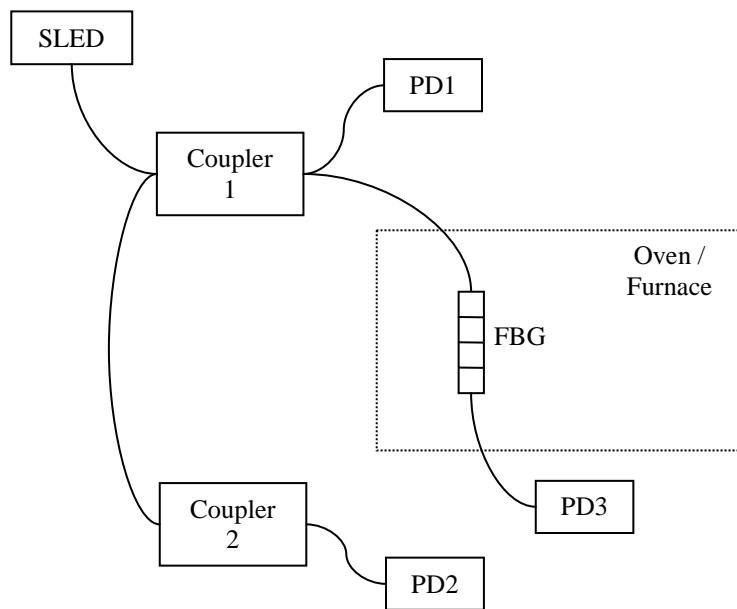 SLED
PD1
Coupler
1
Oven /
Furnace
FBG
Coupler
2
PD3
PD2